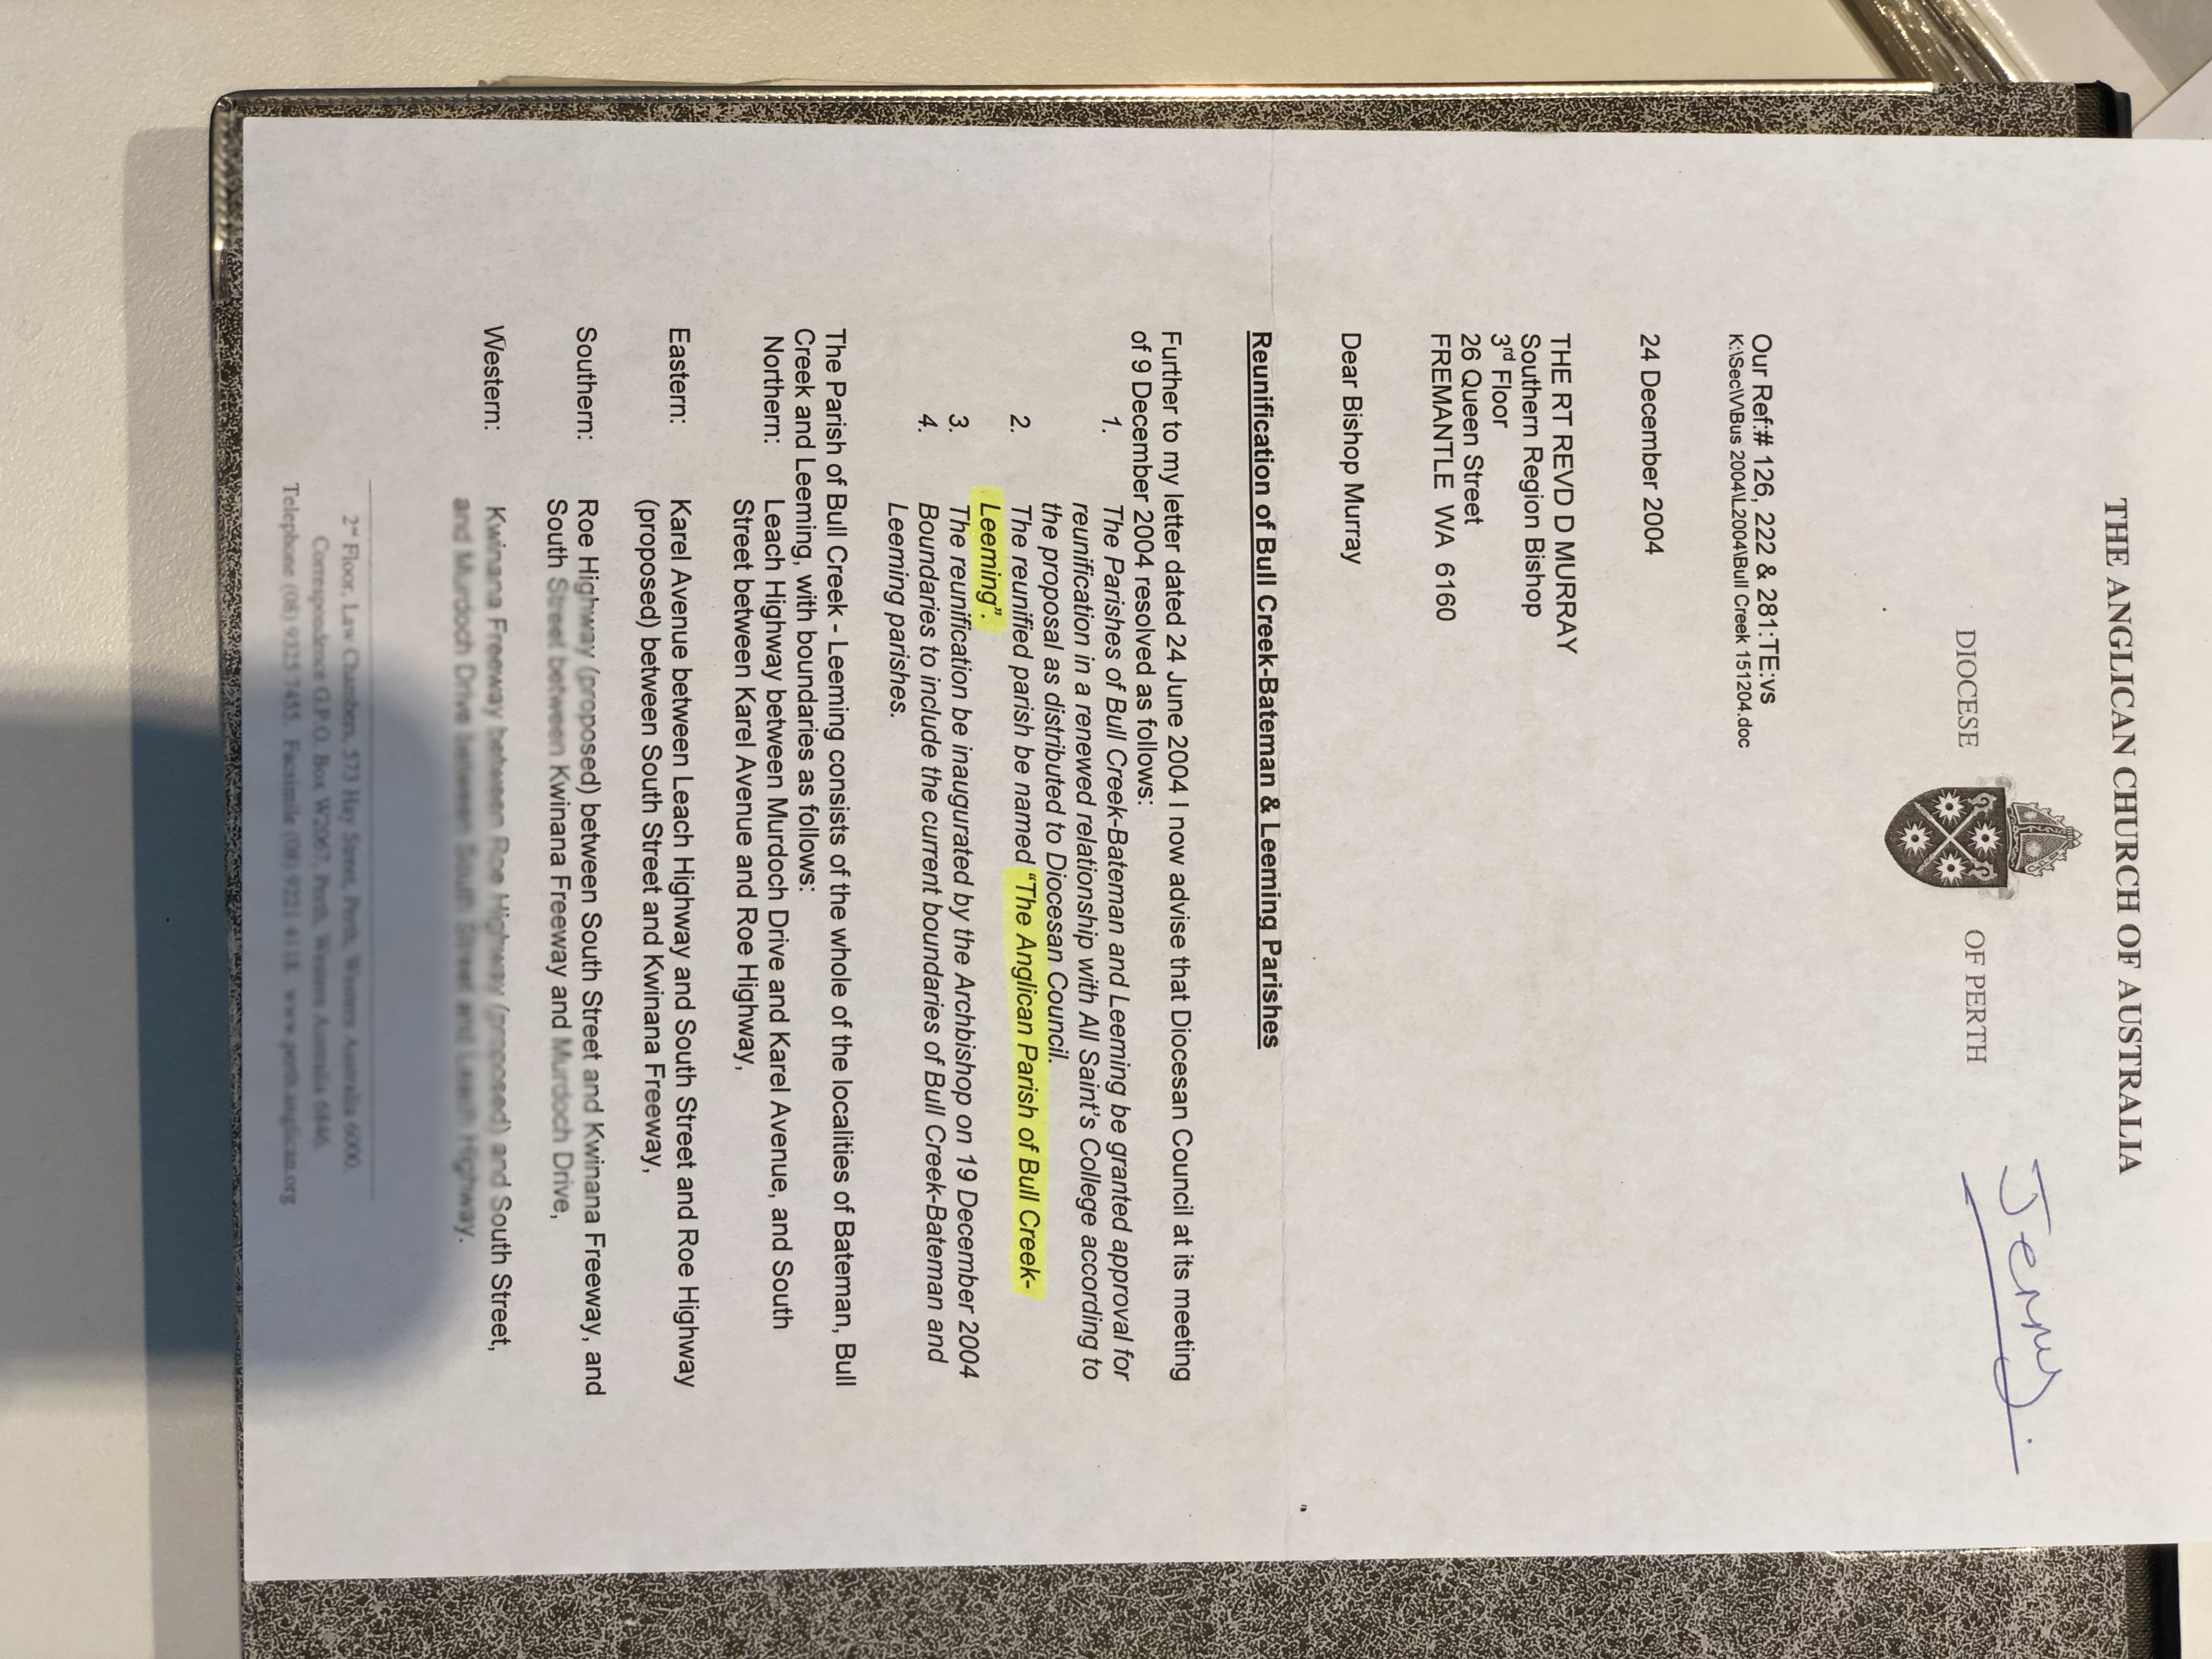 THE ANGLICAN CHURCH OF AUSTRALIA
DIOCESE OF PERTH
Jenny.
Our Ref:# 126, 222 & 281:TE:vs
K:\Sec\V\Bus 2004\L2004\Bull Creek 151204.doc
24 December 2004
THE RT REVD D MURRAY
Southern Region Bishop
3rd Floor
26 Queen Street
FREMANTLE WA 6160
Dear Bishop Murray
Reunification of Bull Creek-Bateman & Leeming Parishes
Further to my letter dated 24 June 2004 I now advise that Diocesan Council at its meeting
of 9 December 2004 resolved as follows:
1. The Parishes of Bull Creek-Bateman and Leeming be granted approval for
reunification in a renewed relationship with All Saint's College according to
the proposal as distributed to Diocesan Council.
2. The reunified parish be named "The Anglican Parish of Bull Creek-
Leeming".
3. The reunification be inaugurated by the Archbishop on 19 December 2004
4. Boundaries to include the current boundaries of Bull Creek-Bateman and
Leeming parishes.
The Parish of Bull Creek - Leeming consists of the whole of the localities of Bateman, Bull
Creek and Leeming, with boundaries as follows:
Northern: Leach Highway between Murdoch Drive and Karel Avenue, and South
Street between Karel Avenue and Roe Highway,
Eastern: Karel Avenue between Leach Highway and South Street and Roe Highway
(proposed) between South Street and Kwinana Freeway,
Southern: Roe Highway (proposed) between South Street and Kwinana Freeway, and
South Street between Kwinana Freeway and Murdoch Drive,
Western: Kwinana Freeway between Roe Highway (proposed) and South Street,
and Murdoch Drive between South Street and Leach Highway.
2nd Floor, Law Chambers, 573 Hay Street, Perth, Western Australia 6000.
Correspondence G.P.O. Box W2067, Perth, Western Australia 6846.
Telephone (08) 9325 7455. Facsimile (08) 9221 4118. www.perth.anglican.org